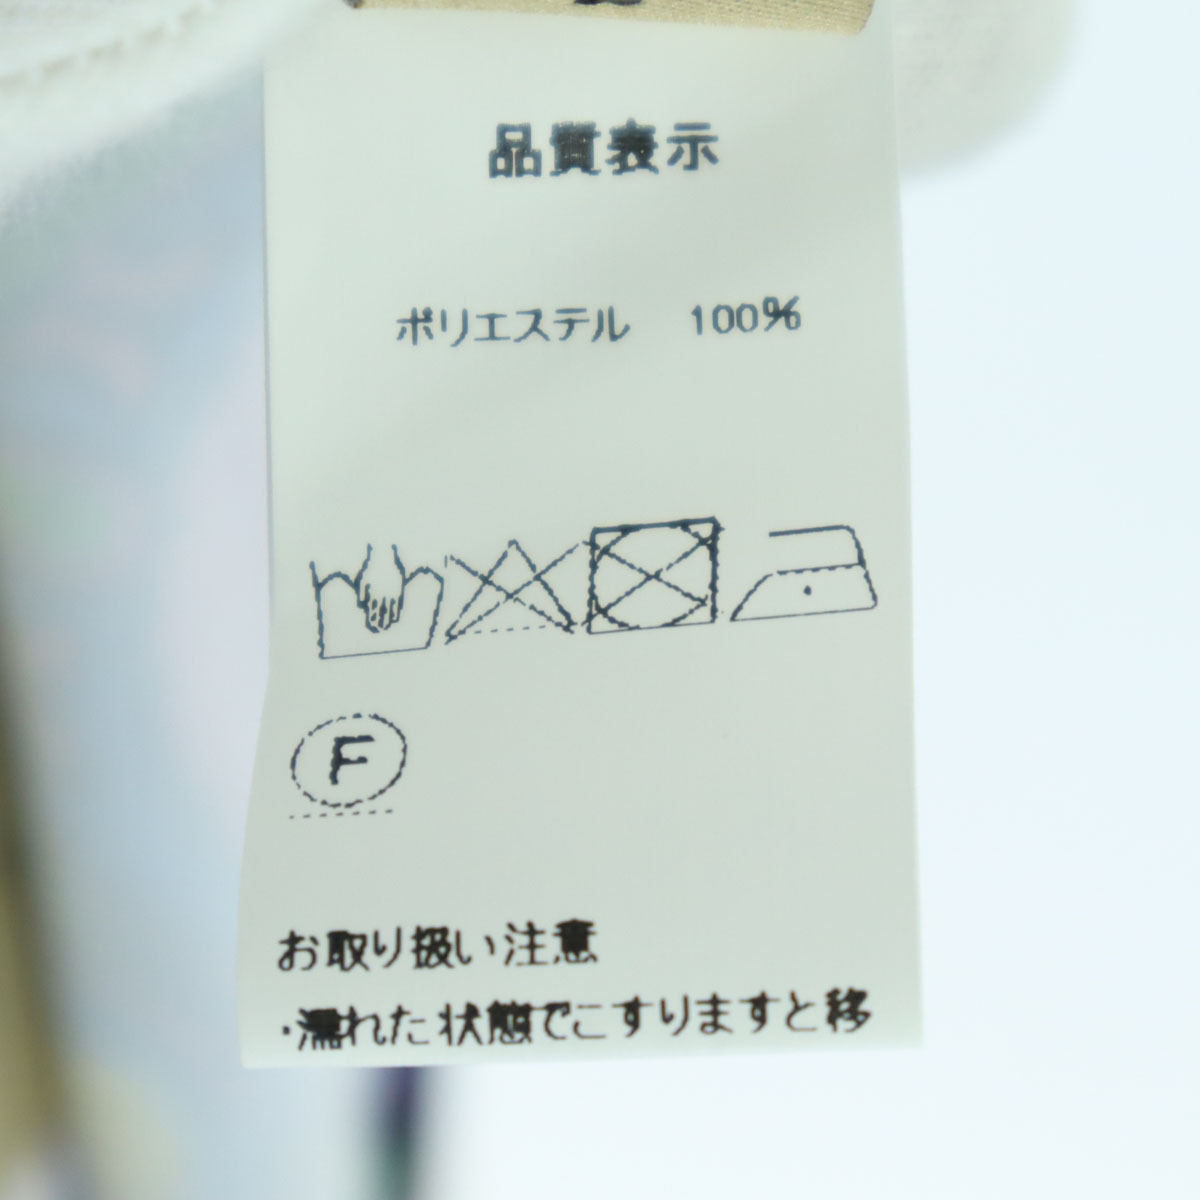 品質表示
ポリエステル 100%
F
お取り扱い注意
・濡れた状態でこすりますと移